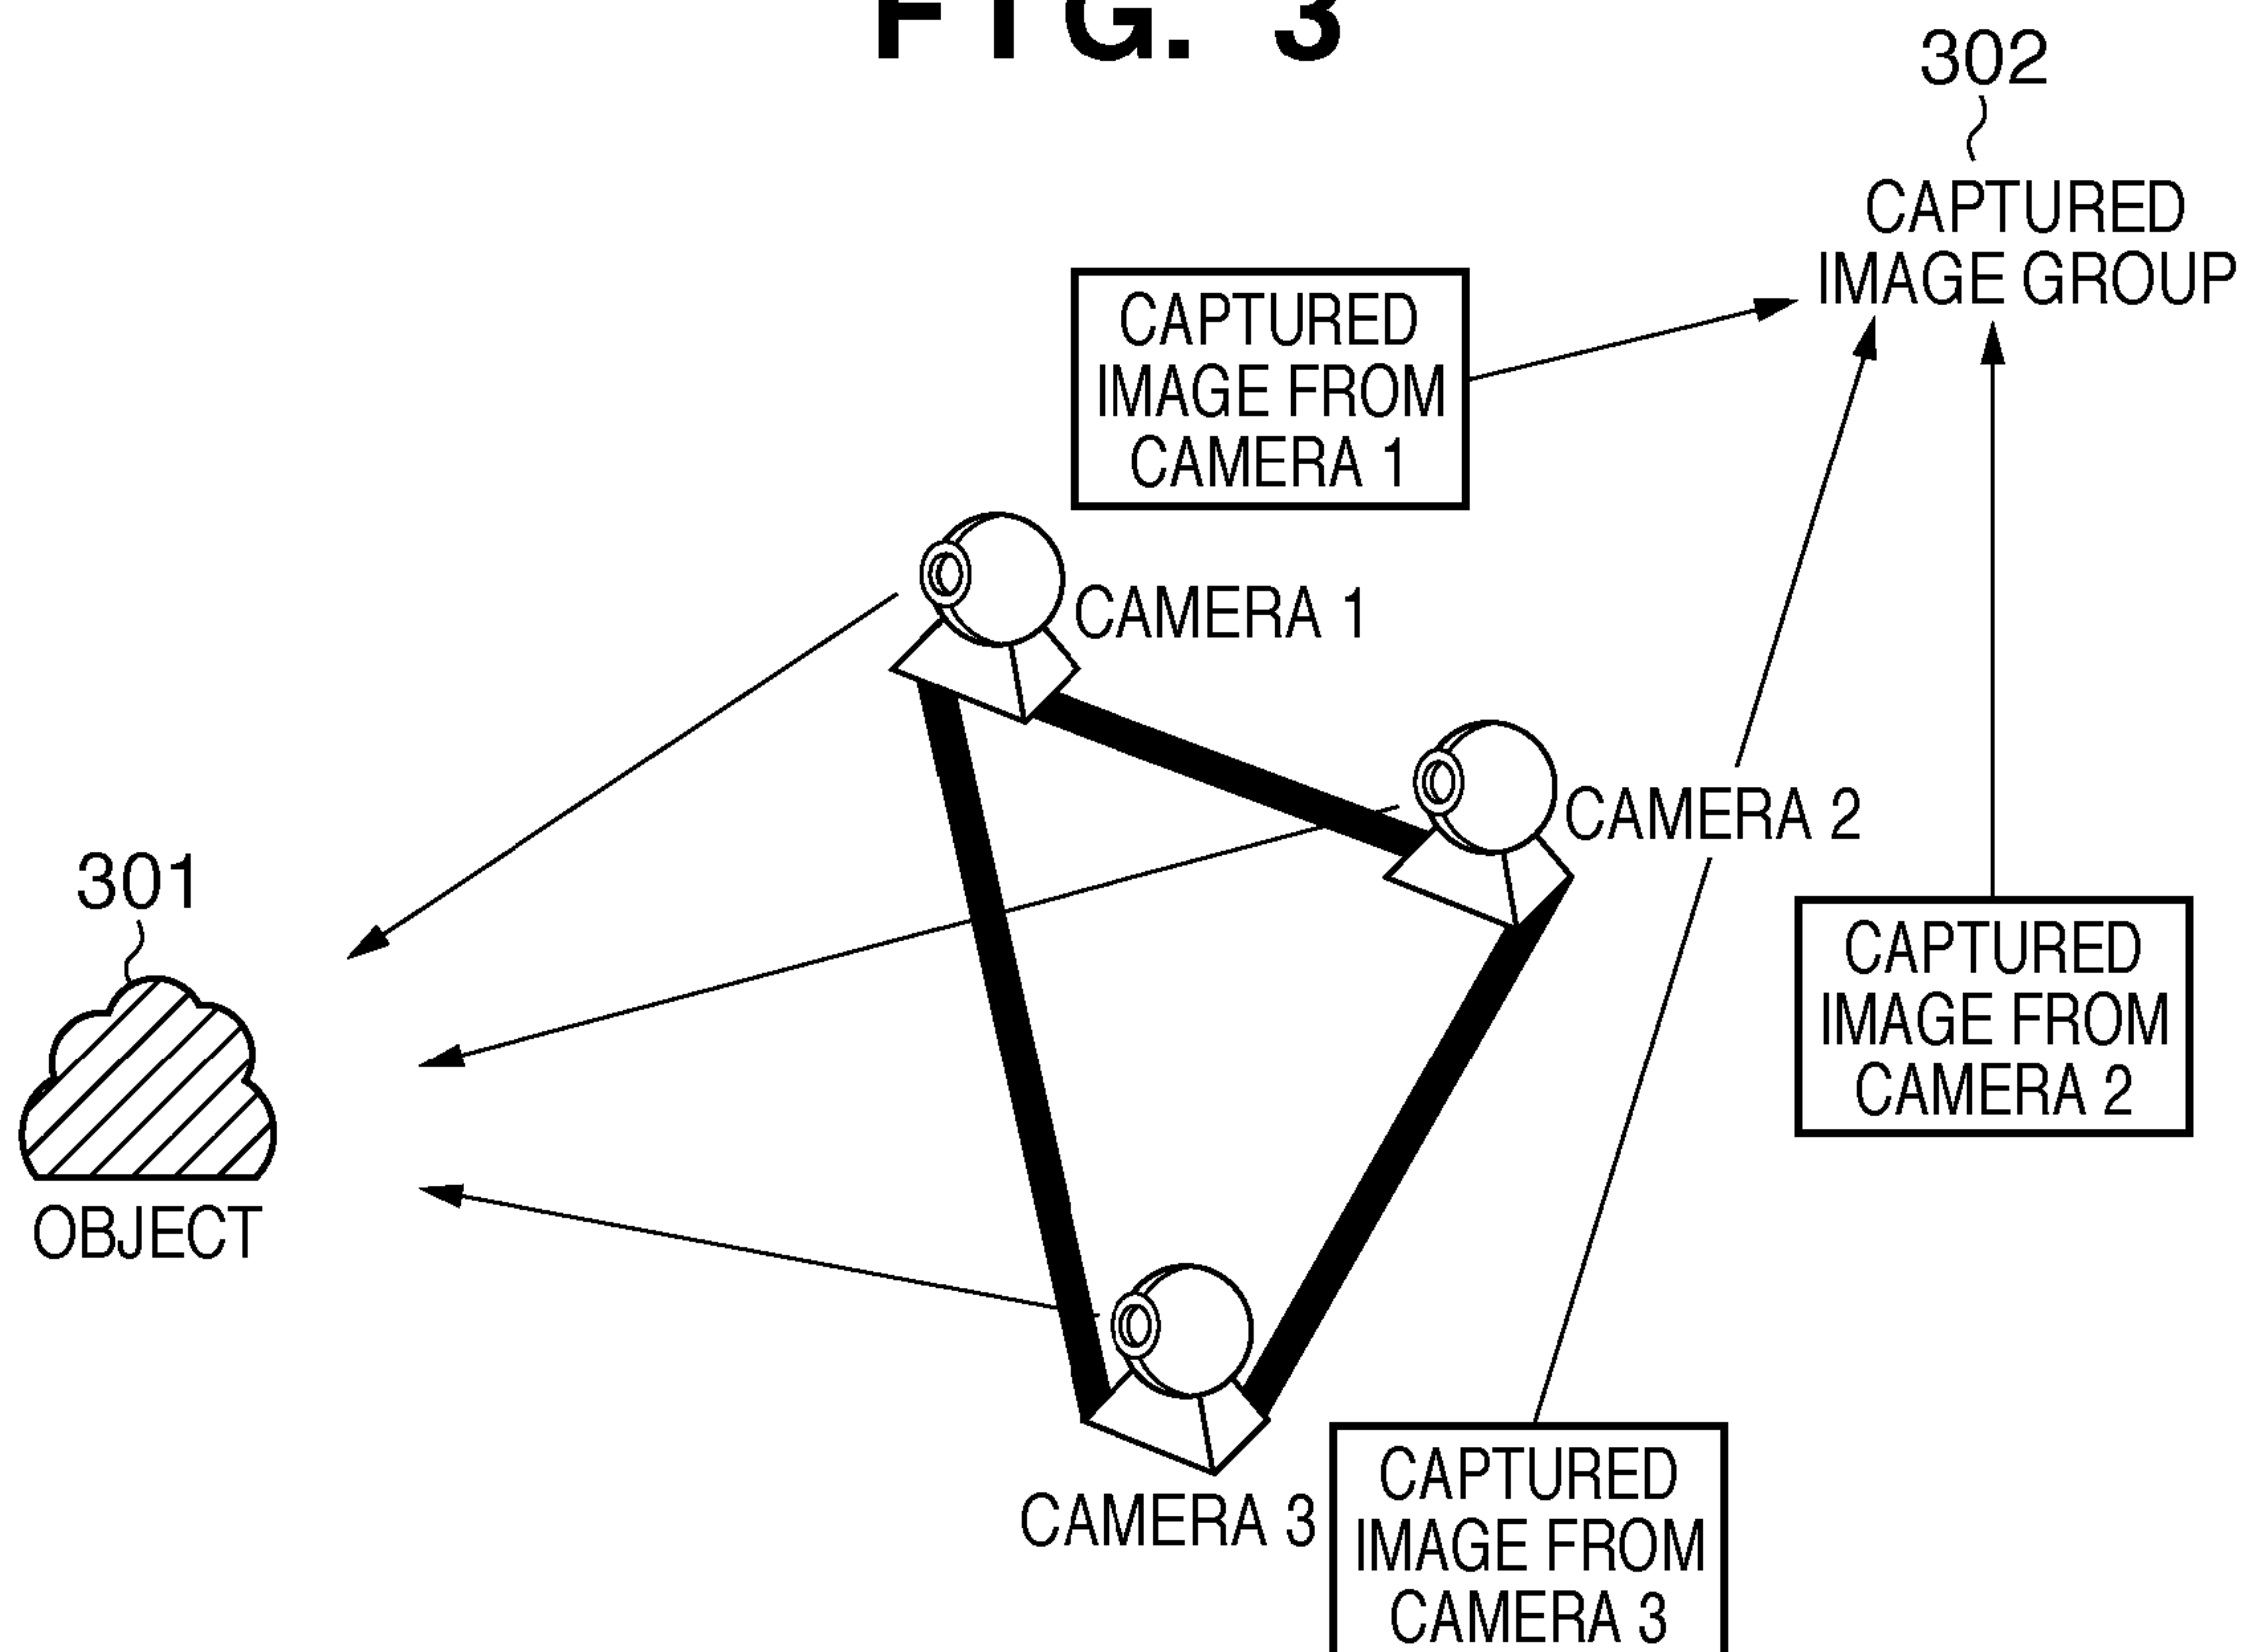 FIG. 3
302
CAPTURED
IMAGE GROUP
CAPTURED
IMAGE FROM
CAMERA 1
CAMERA 1
CAMERA 2
301
OBJECT
CAPTURED
IMAGE FROM
CAMERA 2
CAMERA 3
CAPTURED
IMAGE FROM
CAMERA 3